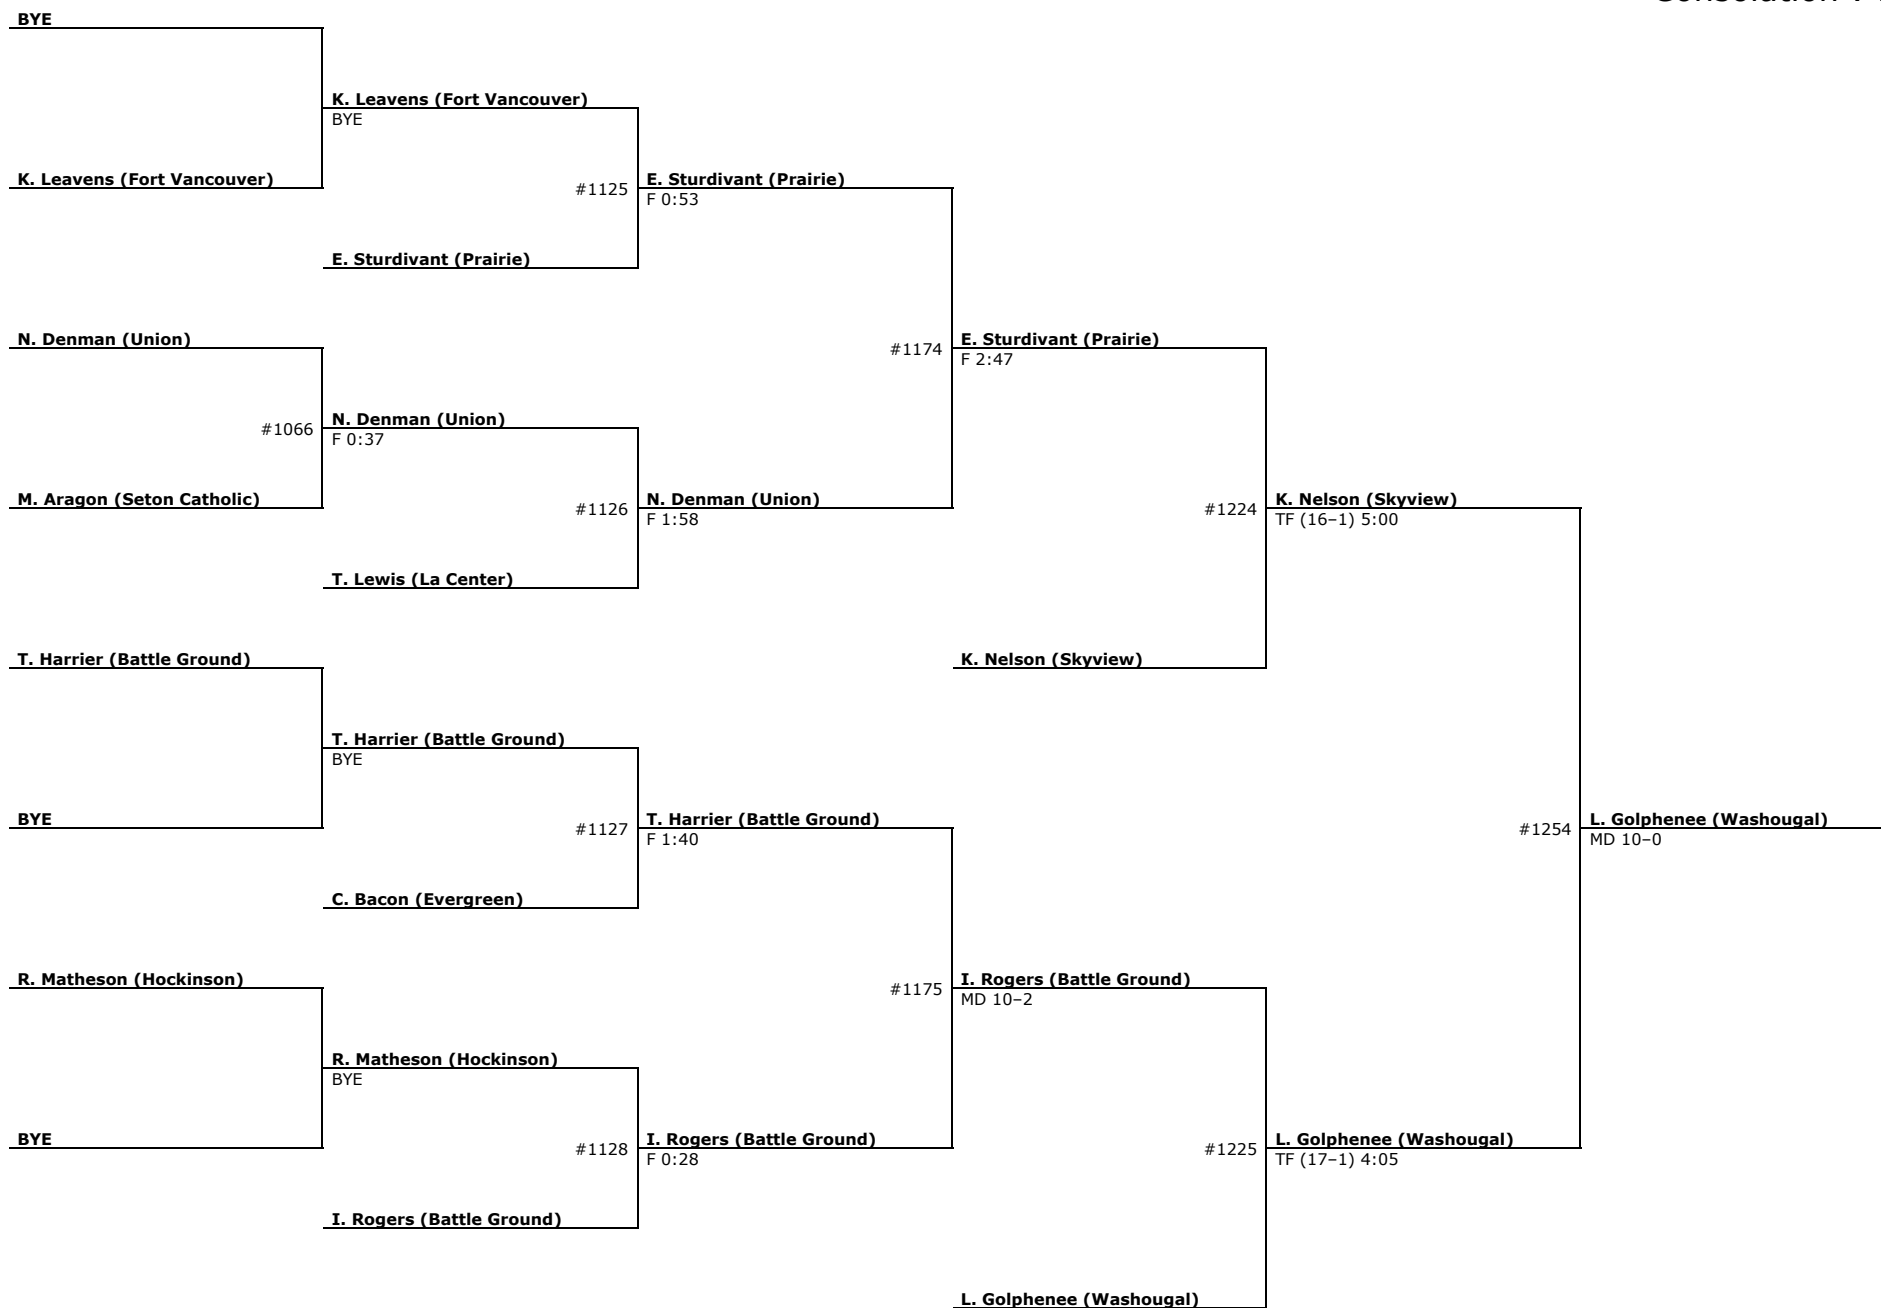 Consolation
BYE
K. Leavens (Fort Vancouver)
BYE
K. Leavens (Fort Vancouver)
#1125
E. Sturdivant (Prairie)
F 0:53
E. Sturdivant (Prairie)
N. Denman (Union)
#1174
E. Sturdivant (Prairie)
F 2:47
#1066
N. Denman (Union)
F 0:37
M. Aragon (Seton Catholic)
#1126
N. Denman (Union)
F 1:58
#1224
K. Nelson (Skyview)
TF (16–1) 5:00
T. Lewis (La Center)
T. Harrier (Battle Ground)
K. Nelson (Skyview)
T. Harrier (Battle Ground)
BYE
BYE
#1127
T. Harrier (Battle Ground)
F 1:40
#1254
L. Golphenee (Washougal)
MD 10–0
C. Bacon (Evergreen)
R. Matheson (Hockinson)
#1175
I. Rogers (Battle Ground)
MD 10–2
R. Matheson (Hockinson)
BYE
BYE
#1128
I. Rogers (Battle Ground)
F 0:28
#1225
L. Golphenee (Washougal)
TF (17–1) 4:05
I. Rogers (Battle Ground)
L. Golphenee (Washougal)